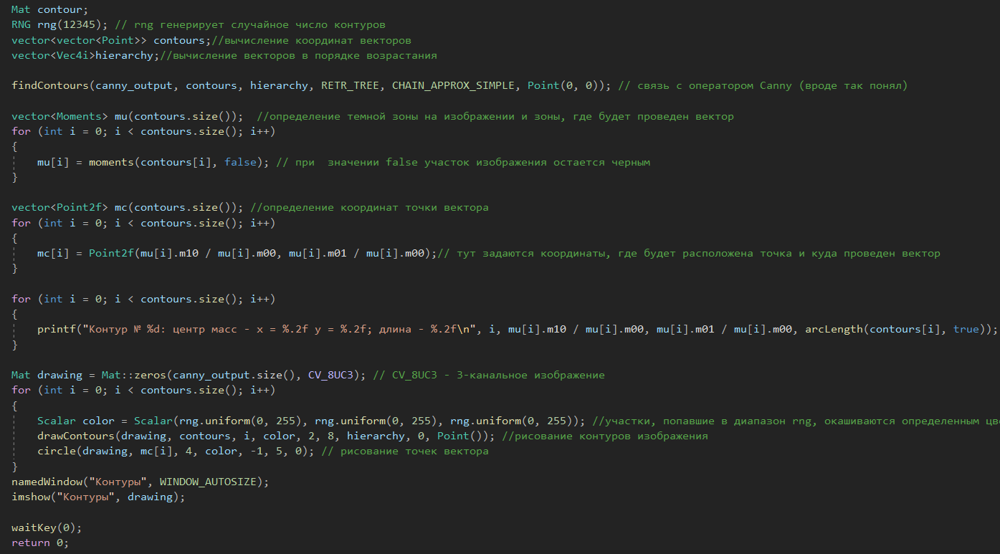 Mat contour;
RNG rng(12345); // rng генерирует случайное число контуров
vector<vector<Point>> contours;//вычисление координат векторов
vector<Vec4i>hierarchy;//вычисление векторов в порядке возрастания
findContours(canny_output, contours, hierarchy, RETR_TREE, CHAIN_APPROX_SIMPLE, Point(0, 0)); // связь с оператором Canny (вроде так понял)
vector<Moments> mu(contours.size());  //определение темной зоны на изображении и зоны, где будет проведен вектор
for (int i = 0; i < contours.size(); i++)
{
    mu[i] = moments(contours[i], false); // при  значении false участок изображения остается черным
}
vector<Point2f> mc(contours.size()); //определение координат точки вектора
for (int i = 0; i < contours.size(); i++)
{
    mc[i] = Point2f(mu[i].m10 / mu[i].m00, mu[i].m01 / mu[i].m00);// тут задаются координаты, где будет расположена точка и куда проведен вектор
}
for (int i = 0; i < contours.size(); i++)
{
    printf("Контур № %d: центр масс - x = %.2f y = %.2f; длина - %.2f\n", i, mu[i].m10 / mu[i].m00, mu[i].m01 / mu[i].m00, arcLength(contours[i], true));
}
Mat drawing = Mat::zeros(canny_output.size(), CV_8UC3); // CV_8UC3 - 3-канальное изображение
for (int i = 0; i < contours.size(); i++)
{
    Scalar color = Scalar(rng.uniform(0, 255), rng.uniform(0, 255), rng.uniform(0, 255)); //участки, попавшие в диапазон rng, окашиваются определенным
    drawContours(drawing, contours, i, color, 2, 8, hierarchy, 0, Point()); //рисование контуров изображения
    circle(drawing, mc[i], 4, color, -1, 5, 0); // рисование точек вектора
}
namedWindow("Контуры", WINDOW_AUTOSIZE);
imshow("Контуры", drawing);
waitKey(0);
return 0;